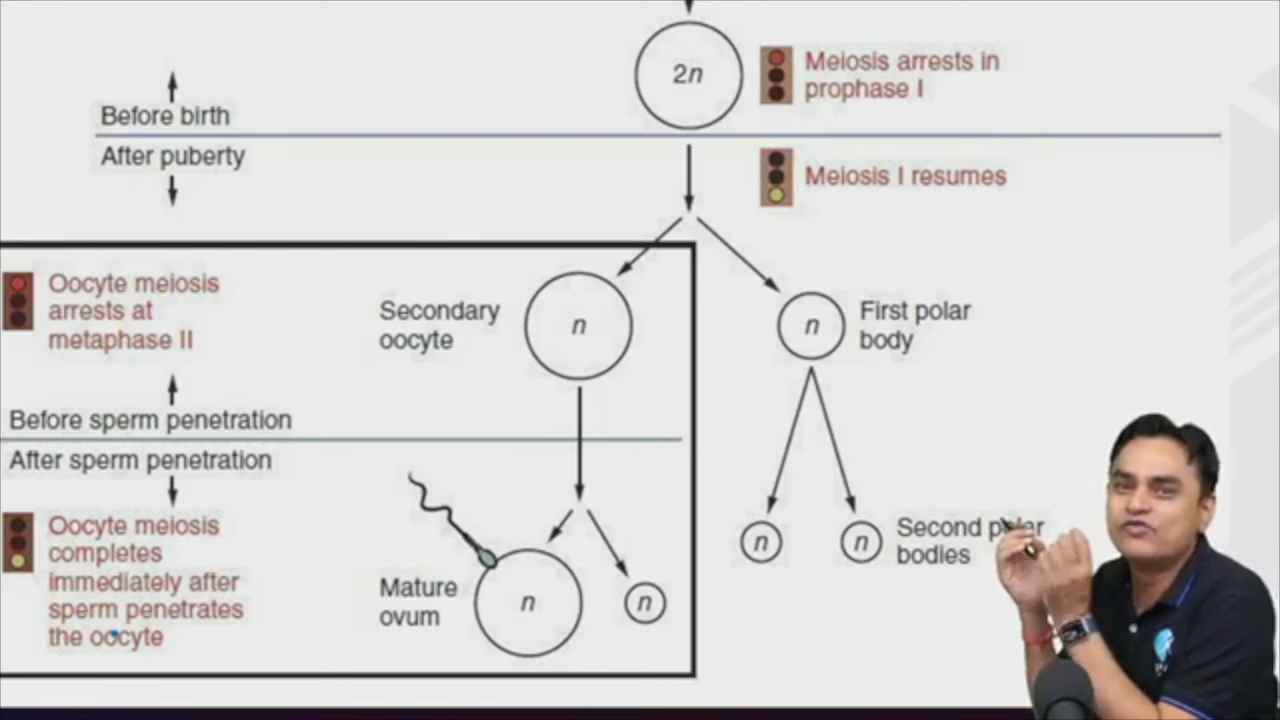 2n
Meiosis arrests in
prophase I
Before birth
After puberty
Meiosis I resumes
Oocyte meiosis
arrests at
metaphase II
Secondary
oocyte
n
n
First polar
body
Before sperm penetration
After sperm penetration
Oocyte meiosis
completes
immediately after
sperm penetrates
the oocyte
Mature
ovum
n
n
n
n
Second polar
bodies